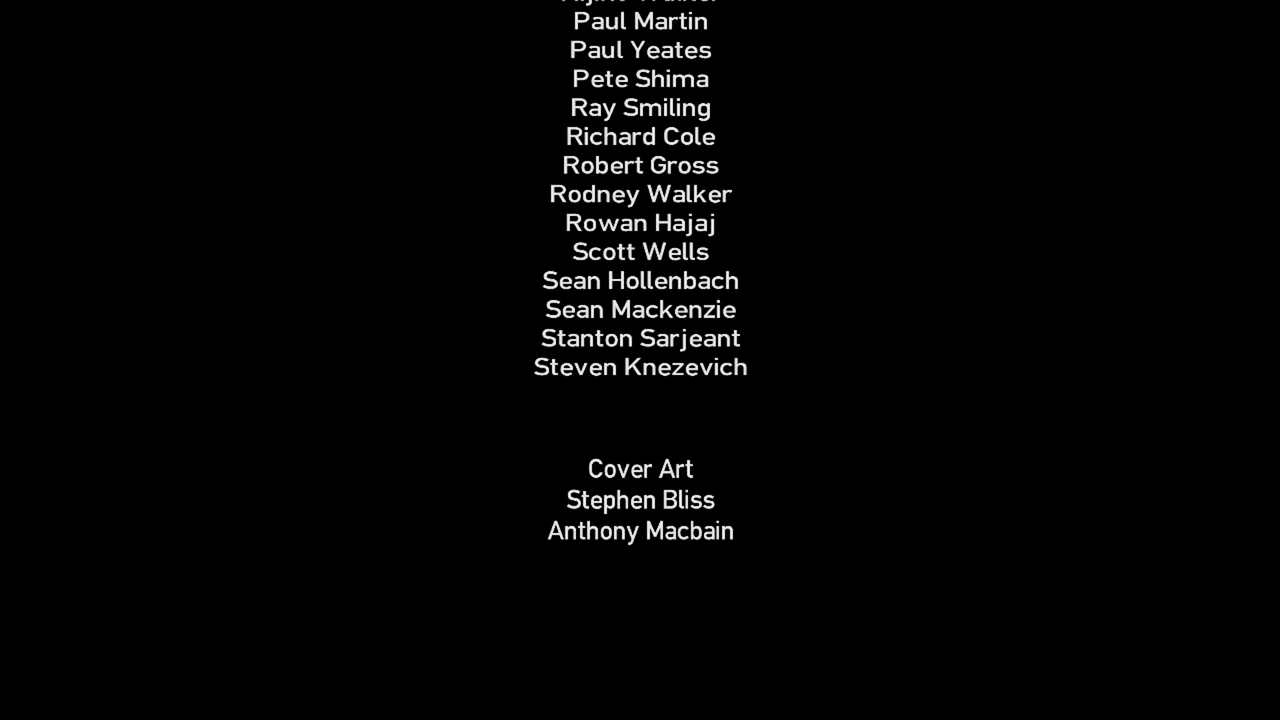 Paul Martin
Paul Yeates
Pete Shima
Ray Smiling
Richard Cole
Robert Gross
Rodney Walker
Rowan Hajaj
Scott Wells
Sean Hollenbach
Sean Mackenzie
Stanton Sarjeant
Steven Knezevich
Cover Art
Stephen Bliss
Anthony Macbain